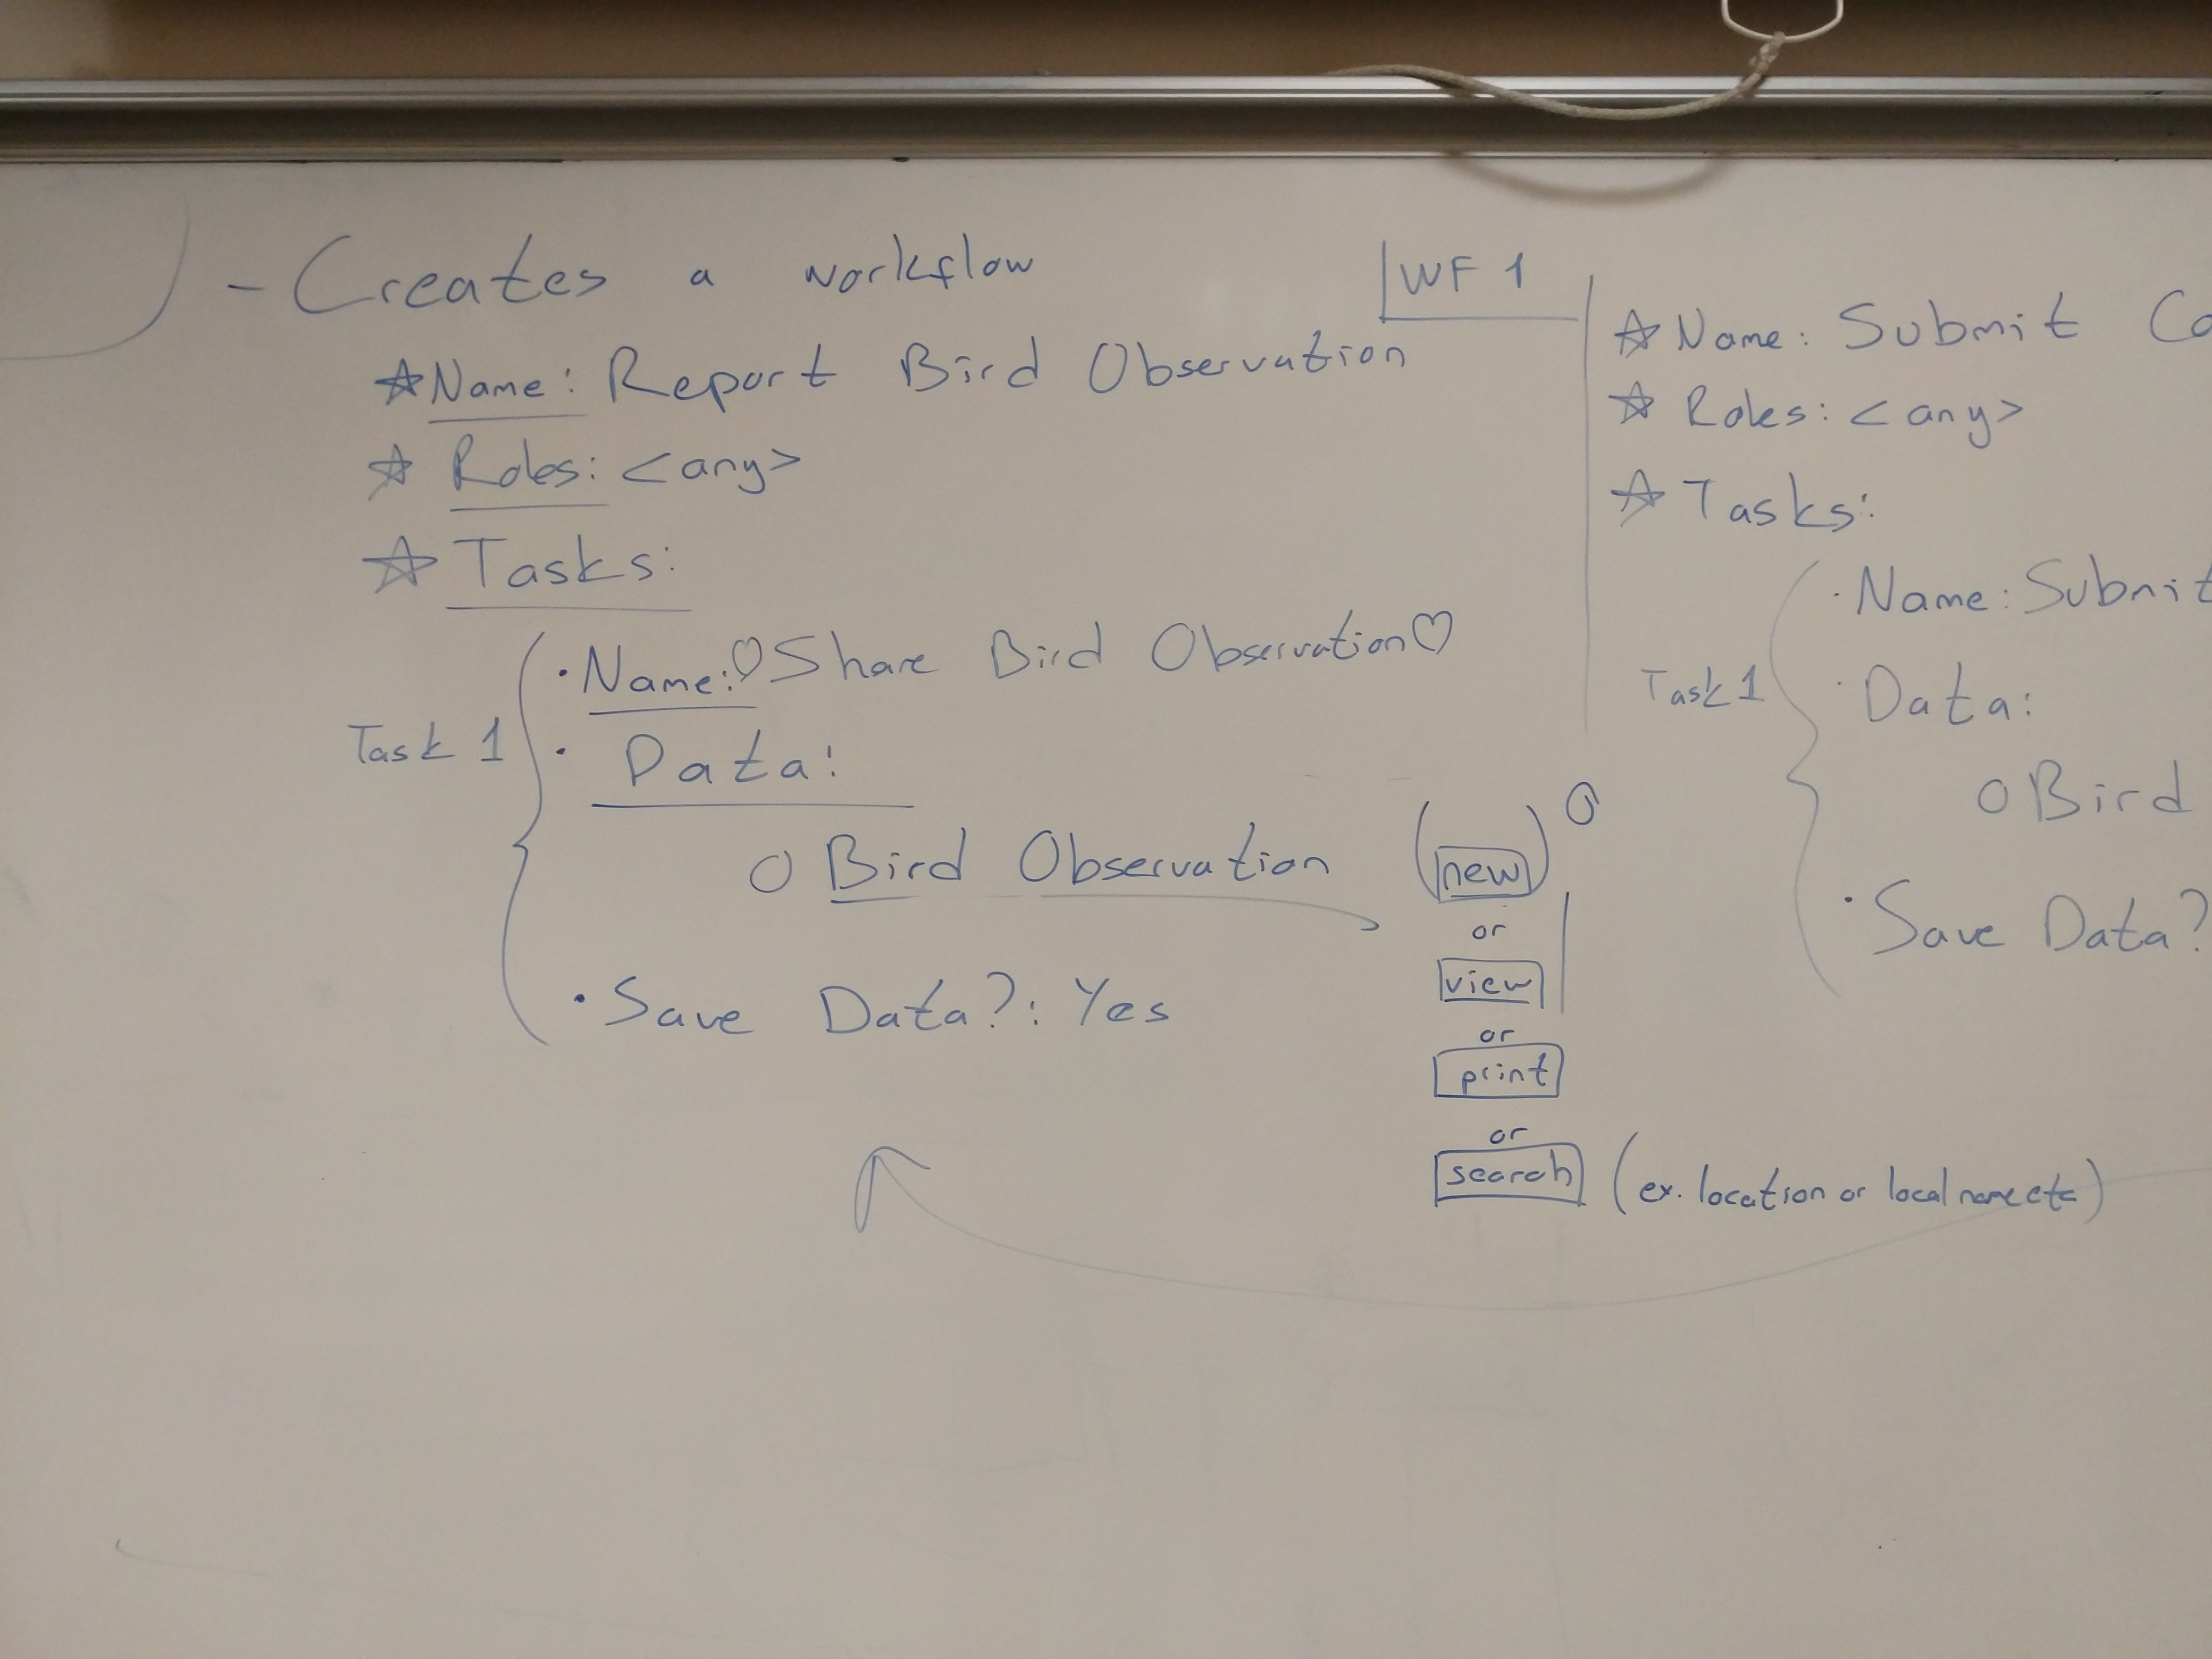 - Creates a workflow
WF 1
☆ Name: Report Bird Observation
☆ Roles: <any>
☆ Tasks:
Task 1
· Name: ♡ Share Bird Observation ♡
· Data:
o Bird Observation (new)
or
view
or
print
or
search (ex. location or local name etc)
· Save Data?: Yes
☆ Name: Submit Co
☆ Roles: <any>
☆ Tasks:
Task 1
· Name: Submit
· Data:
o Bird
· Save Data?